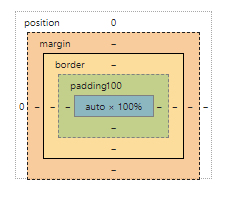 position 0
margin –
border –
padding100
0 – – – auto × 100% – – – –
–
–
–